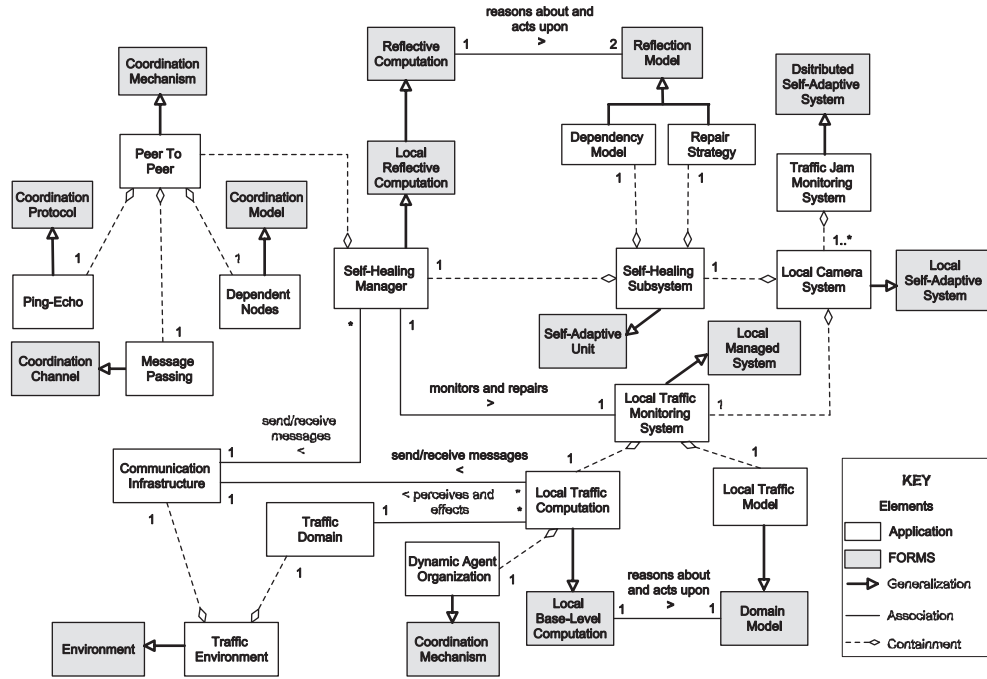 reasons about and
acts upon
>
1
2
Reflective
Computation
Reflection
Model
Coordination
Mechanism
Dsitributed
Self-Adaptive
System
Peer To
Peer
Dependency
Model
Repair
Strategy
Local
Reflective
Computation
Traffic Jam
Monitoring
System
1
1
Coordination
Protocol
Coordination
Model
1
1
1..*
Self-Healing
Manager
1
Self-Healing
Subsystem
1
Local Camera
System
Local
Self-Adaptive
System
Ping-Echo
Dependent
Nodes
*
1
1
Self-Adaptive
Unit
Local
Managed
System
Coordination
Channel
Message
Passing
monitors and repairs
>
1
Local Traffic
Monitoring
System
1
send/receive
messages
<
1
send/receive messages
<
1
1
Communication
Infrastructure
1
< perceives and
effects
*
*
Local Traffic
Computation
Local Traffic
Model
KEY
Elements
Application
FORMS
Generalization
Association
Containment
1
Traffic
Domain
1
1
Dynamic Agent
Organization
1
reasons about
and acts upon
>
1
1
Local
Base-Level
Computation
Domain
Model
Environment
Traffic
Environment
Coordination
Mechanism